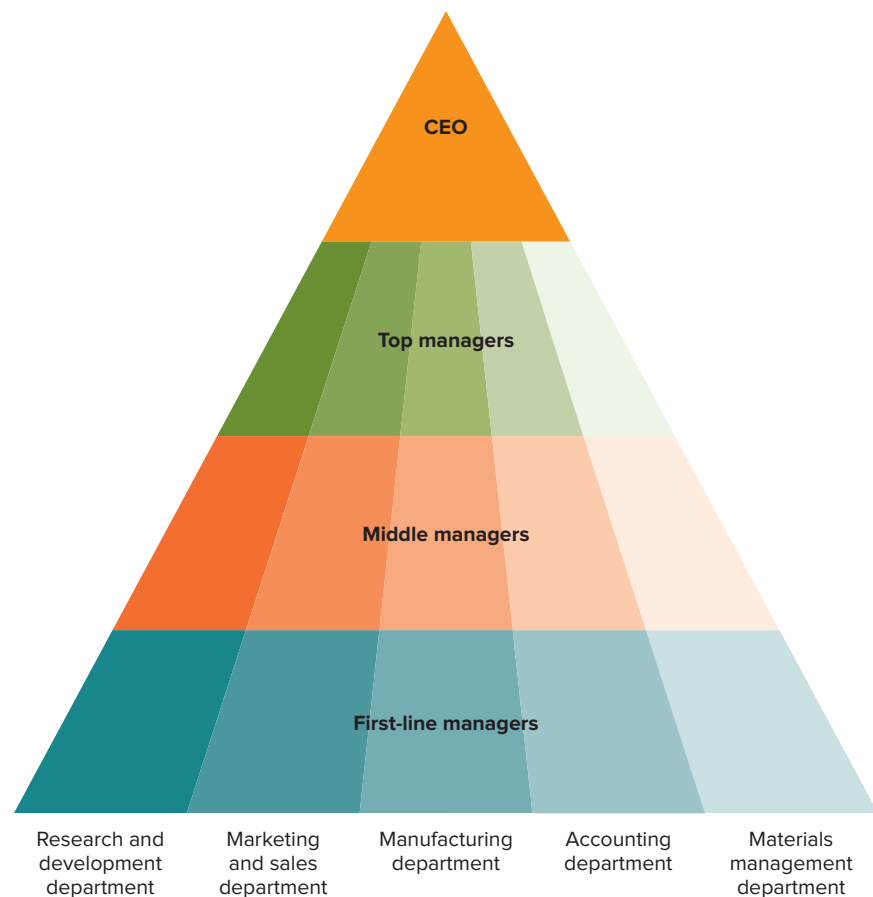 CEO
Top managers
Middle managers
First-line managers
Research and
development
department
Marketing
and sales
department
Manufacturing
department
Accounting
department
Materials
management
department